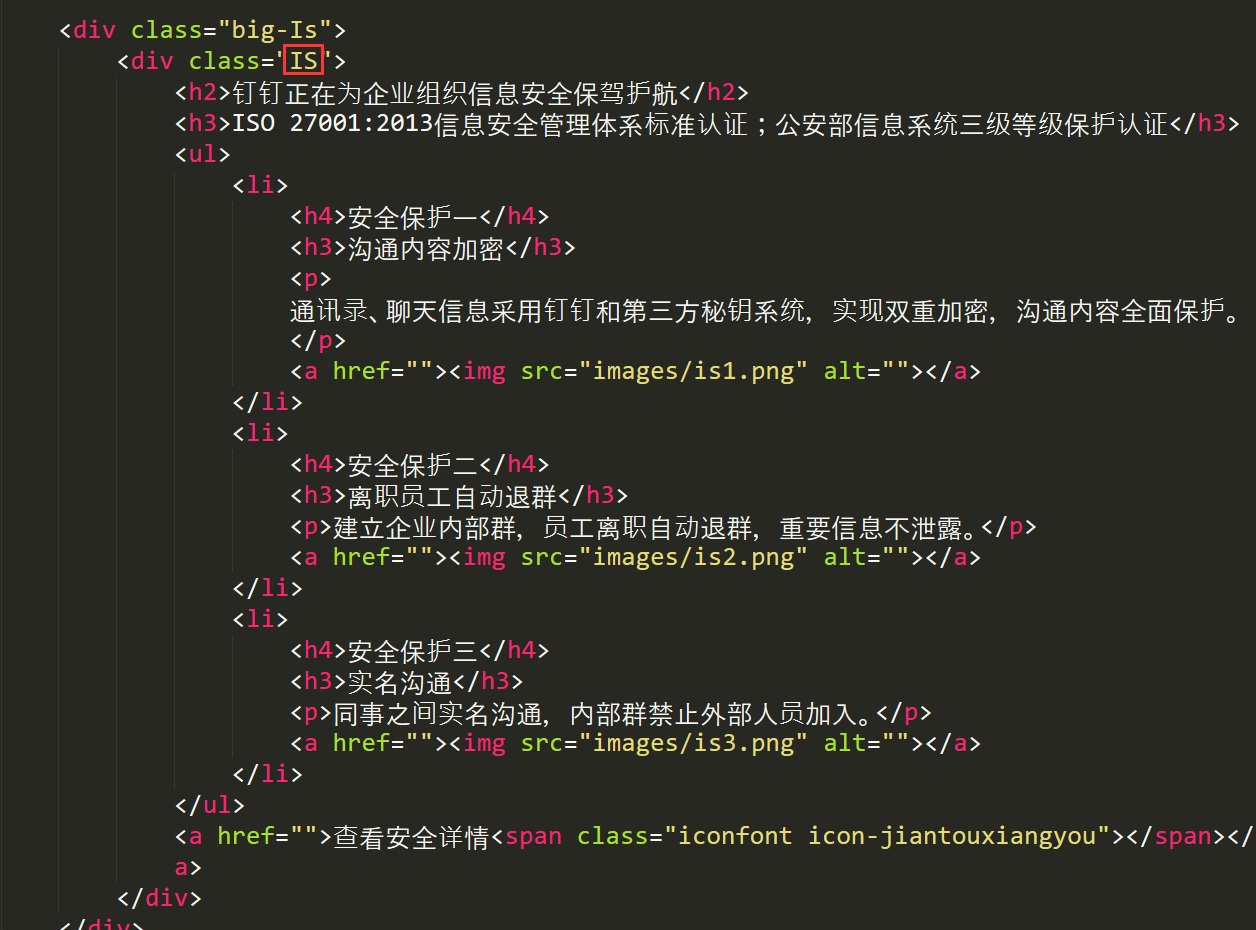 <div class="big-Is">
<div class="IS">
<h2>钉钉正在为企业组织信息安全保驾护航</h2>
<h3>ISO 27001:2013信息安全管理体系标准认证；公安部信息系统三级等级保护认证</h3>
<ul>
<li>
<h4>安全保护一</h4>
<h3>沟通内容加密</h3>
<p>
通讯录、聊天信息采用钉钉和第三方秘钥系统，实现双重加密，沟通内容全面保护。
</p>
<a href=""><img src="images/is1.png" alt=""></a>
</li>
<li>
<h4>安全保护二</h4>
<h3>离职员工自动退群</h3>
<p>建立企业内部群，员工离职自动退群，重要信息不泄露。</p>
<a href=""><img src="images/is2.png" alt=""></a>
</li>
<li>
<h4>安全保护三</h4>
<h3>实名沟通</h3>
<p>同事之间实名沟通，内部群禁止外部人员加入。</p>
<a href=""><img src="images/is3.png" alt=""></a>
</li>
</ul>
<a href="">查看安全详情<span class="iconfont icon-jiantouxiangyou"></span></
a>
</div>
</div>